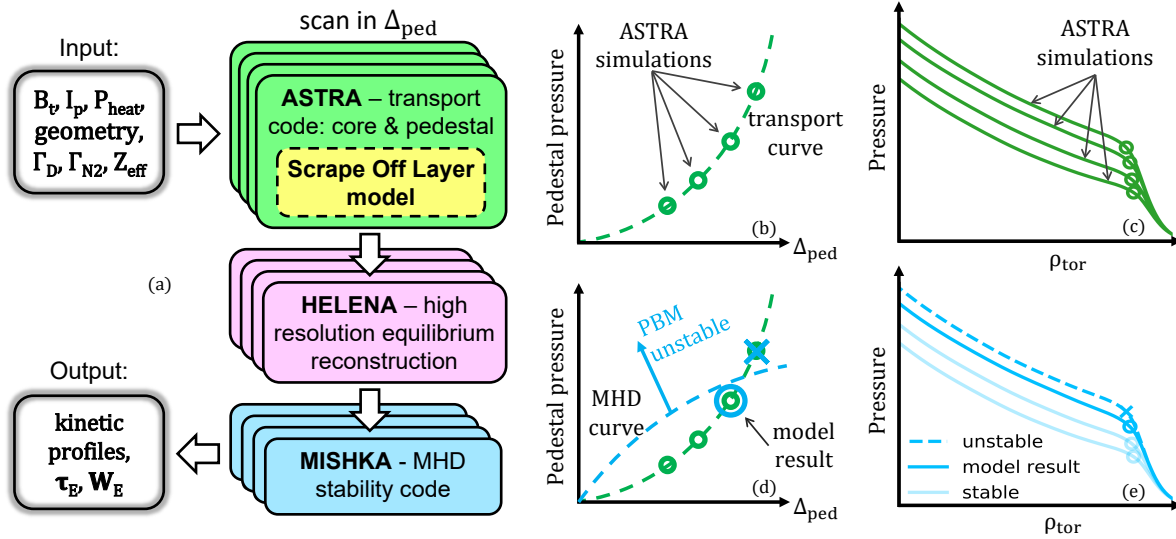 scan in Δped
Input:
Bt, Ip, Pheat,
geometry,
ΓD, ΓN2, Zeff
ASTRA – transport
code: core & pedestal
Scrape Off Layer
model
(a)
HELENA – high
resolution equilibrium
reconstruction
Output:
kinetic
profiles,
τE, WE
MISHKA - MHD
stability code
Pedestal pressure
ASTRA
simulations
transport
curve
(b)
Δped
Pressure
ASTRA
simulations
(c)
ρtor
Pedestal pressure
PBM
unstable
MHD
curve
model
result
(d)
Δped
Pressure
unstable
model result
stable
(e)
ρtor